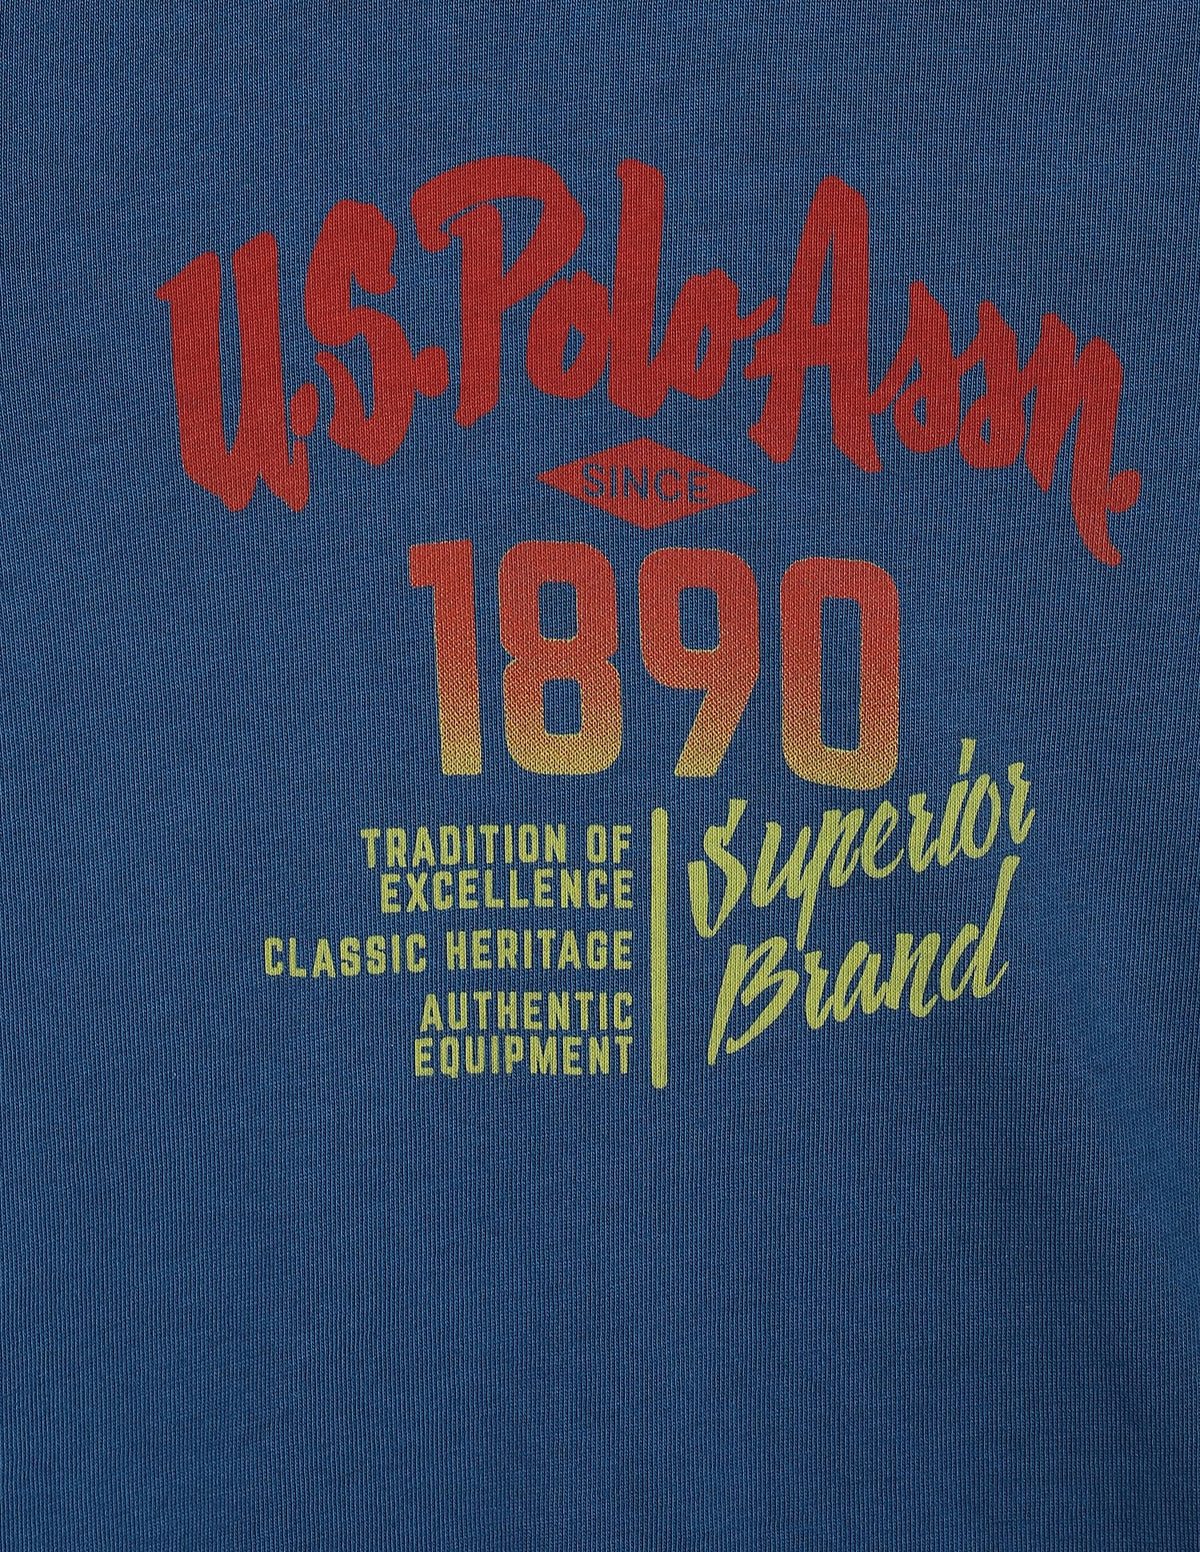 U.S. Polo Assn.
SINCE
1890
TRADITION OF
EXCELLENCE
CLASSIC HERITAGE
AUTHENTIC
EQUIPMENT
Superior
Brand